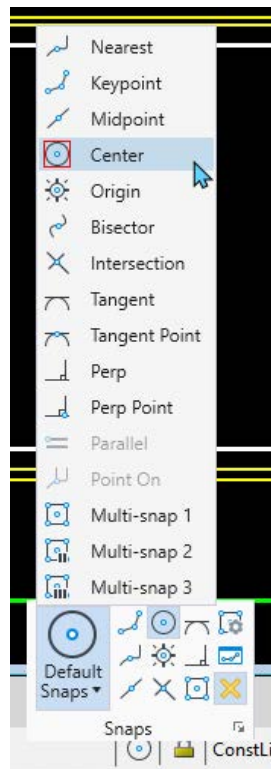 Nearest
Keypoint
Midpoint
Center
Origin
Bisector
Intersection
Tangent
Tangent Point
Perp
Perp Point
Parallel
Point On
Multi-snap 1
Multi-snap 2
Multi-snap 3
Default
Snaps
Snaps
ConstLi